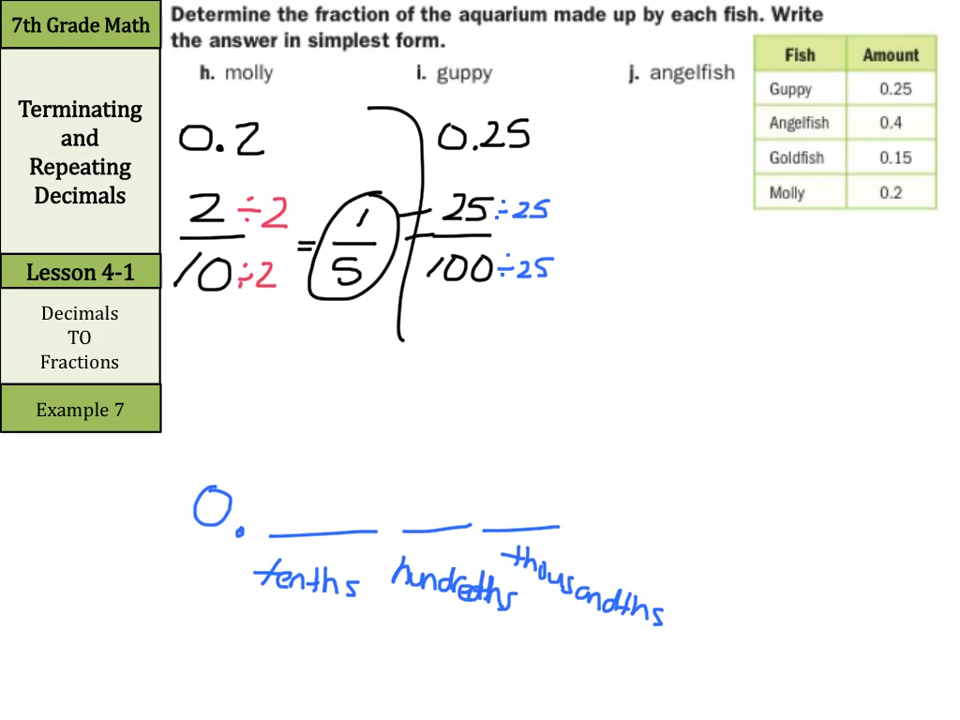 7th Grade Math
Terminating
and
Repeating
Decimals
Lesson 4-1
Decimals
TO
Fractions
Example 7
Determine the fraction of the aquarium made up by each fish. Write
the answer in simplest form.
h. molly i. guppy j. angelfish
Fish Amount
Guppy 0.25
Angelfish 0.4
Goldfish 0.15
Molly 0.2
0.2
2 ÷2
10 ÷2
= 1
5
0.25
25 ÷25
100 ÷25
0.
tenths hundredths thousandths